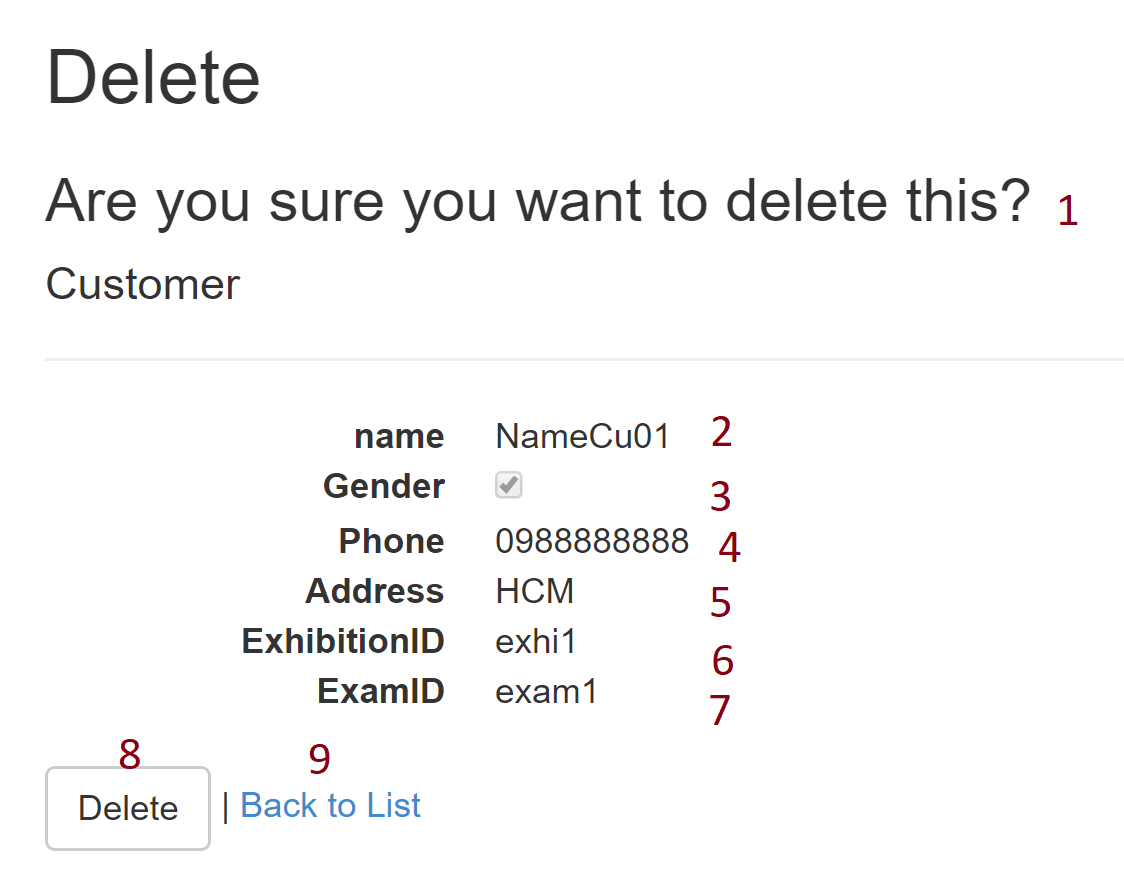 Delete
Are you sure you want to delete this? 1
Customer
name NameCu01 2
Gender 3
Phone 0988888888 4
Address HCM 5
ExhibitionID exhi1 6
ExamID exam1 7
8 9
Delete | Back to List